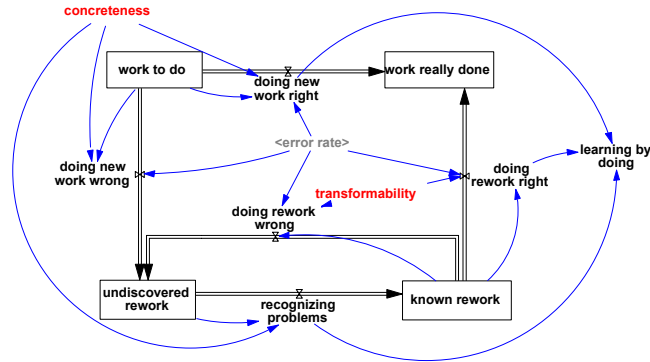 concreteness
work to do
work really done
doing new
work right
<error rate>
learning by
doing
doing new
work wrong
doing
rework right
transformability
doing rework
wrong
undiscovered
rework
recognizing
problems
known rework